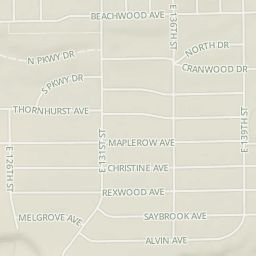 BEACHWOOD AVE
E 136TH ST
NORTH DR
N PKWY DR
CRANWOOD DR
S PKWY DR
THORNHURST AVE
E 139TH ST
E 131ST ST
MAPLEROW AVE
E 126TH ST
CHRISTINE AVE
REXWOOD AVE
MELGROVE AVE
SAYBROOK AVE
ALVIN AVE